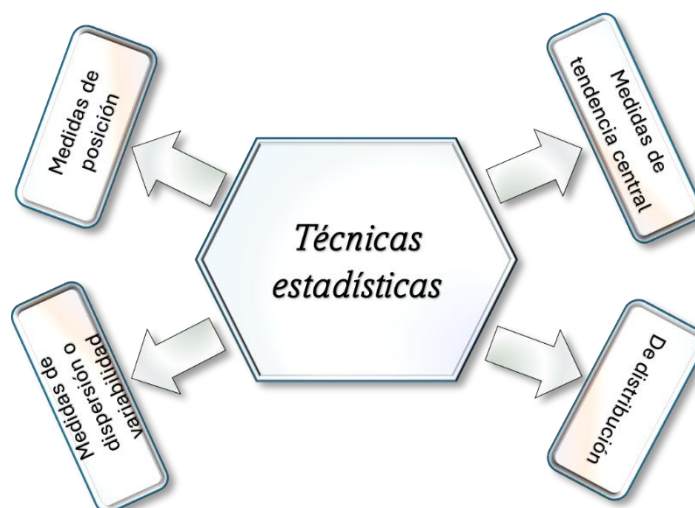 Medidas de
posición
Medidas de
tendencia central
Técnicas
estadísticas
Medidas de
dispersión o
variabilidad
De distribución